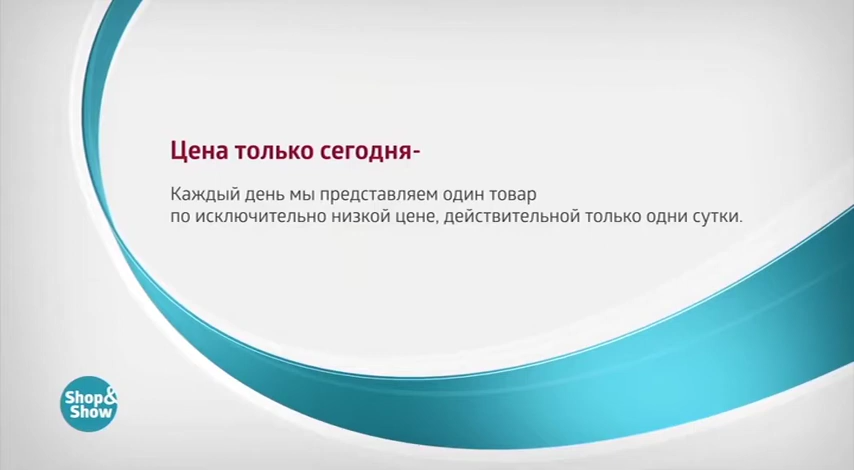 Цена только сегодня-
Каждый день мы представляем один товар
по исключительно низкой цене, действительной только одни сутки.
Shop&
Show